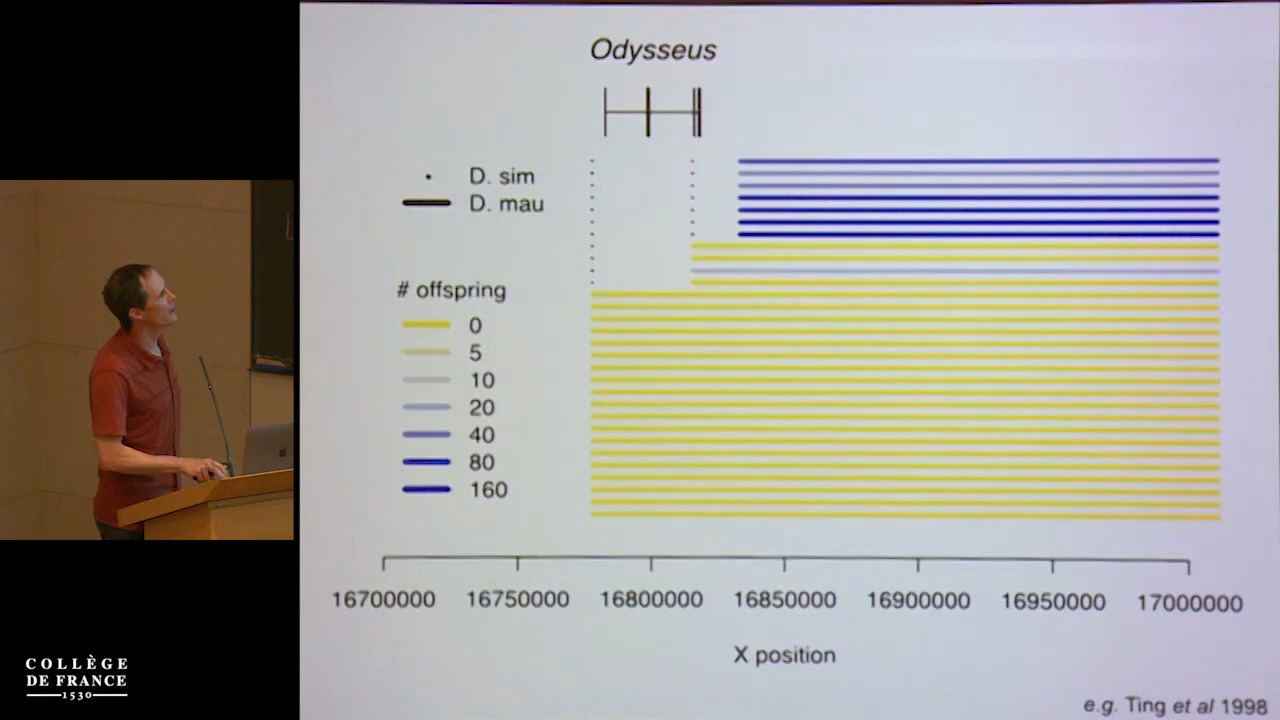 Odysseus
D. sim
D. mau
# offspring
0
5
10
20
40
80
160
16700000 16750000 16800000 16850000 16900000 16950000 17000000
X position
e.g. Ting et al 1998
COLLÈGE
DE FRANCE
1530